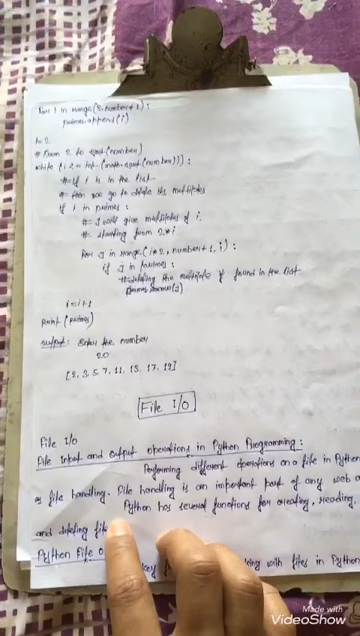 for i in range(2, number+1):
primes.append(i)
i=2
# from 2 to sqrt(number)
while (i<=int(math.sqrt(number))):
# if i is in the list
# then we go to delete its multiples
if i in primes:
# j will give multiples of i.
# starting from 2*i
for j in range(i*2, number+1, i):
if j in primes:
# deleting the multiple if found in the list
primes.remove(j)
i=i+1
print(primes)
output: Enter the number
20
[2, 3, 5, 7, 11, 13, 17, 19]
File I/O
File I/O
File Input and output operations in Python Programming:
Performing different operations on a file in Python
is file handling. File handling is an important part of any web a
Python has several functions for creating, reading,
and deleting file
Python File O
key with files in Python
Made with
VideoShow